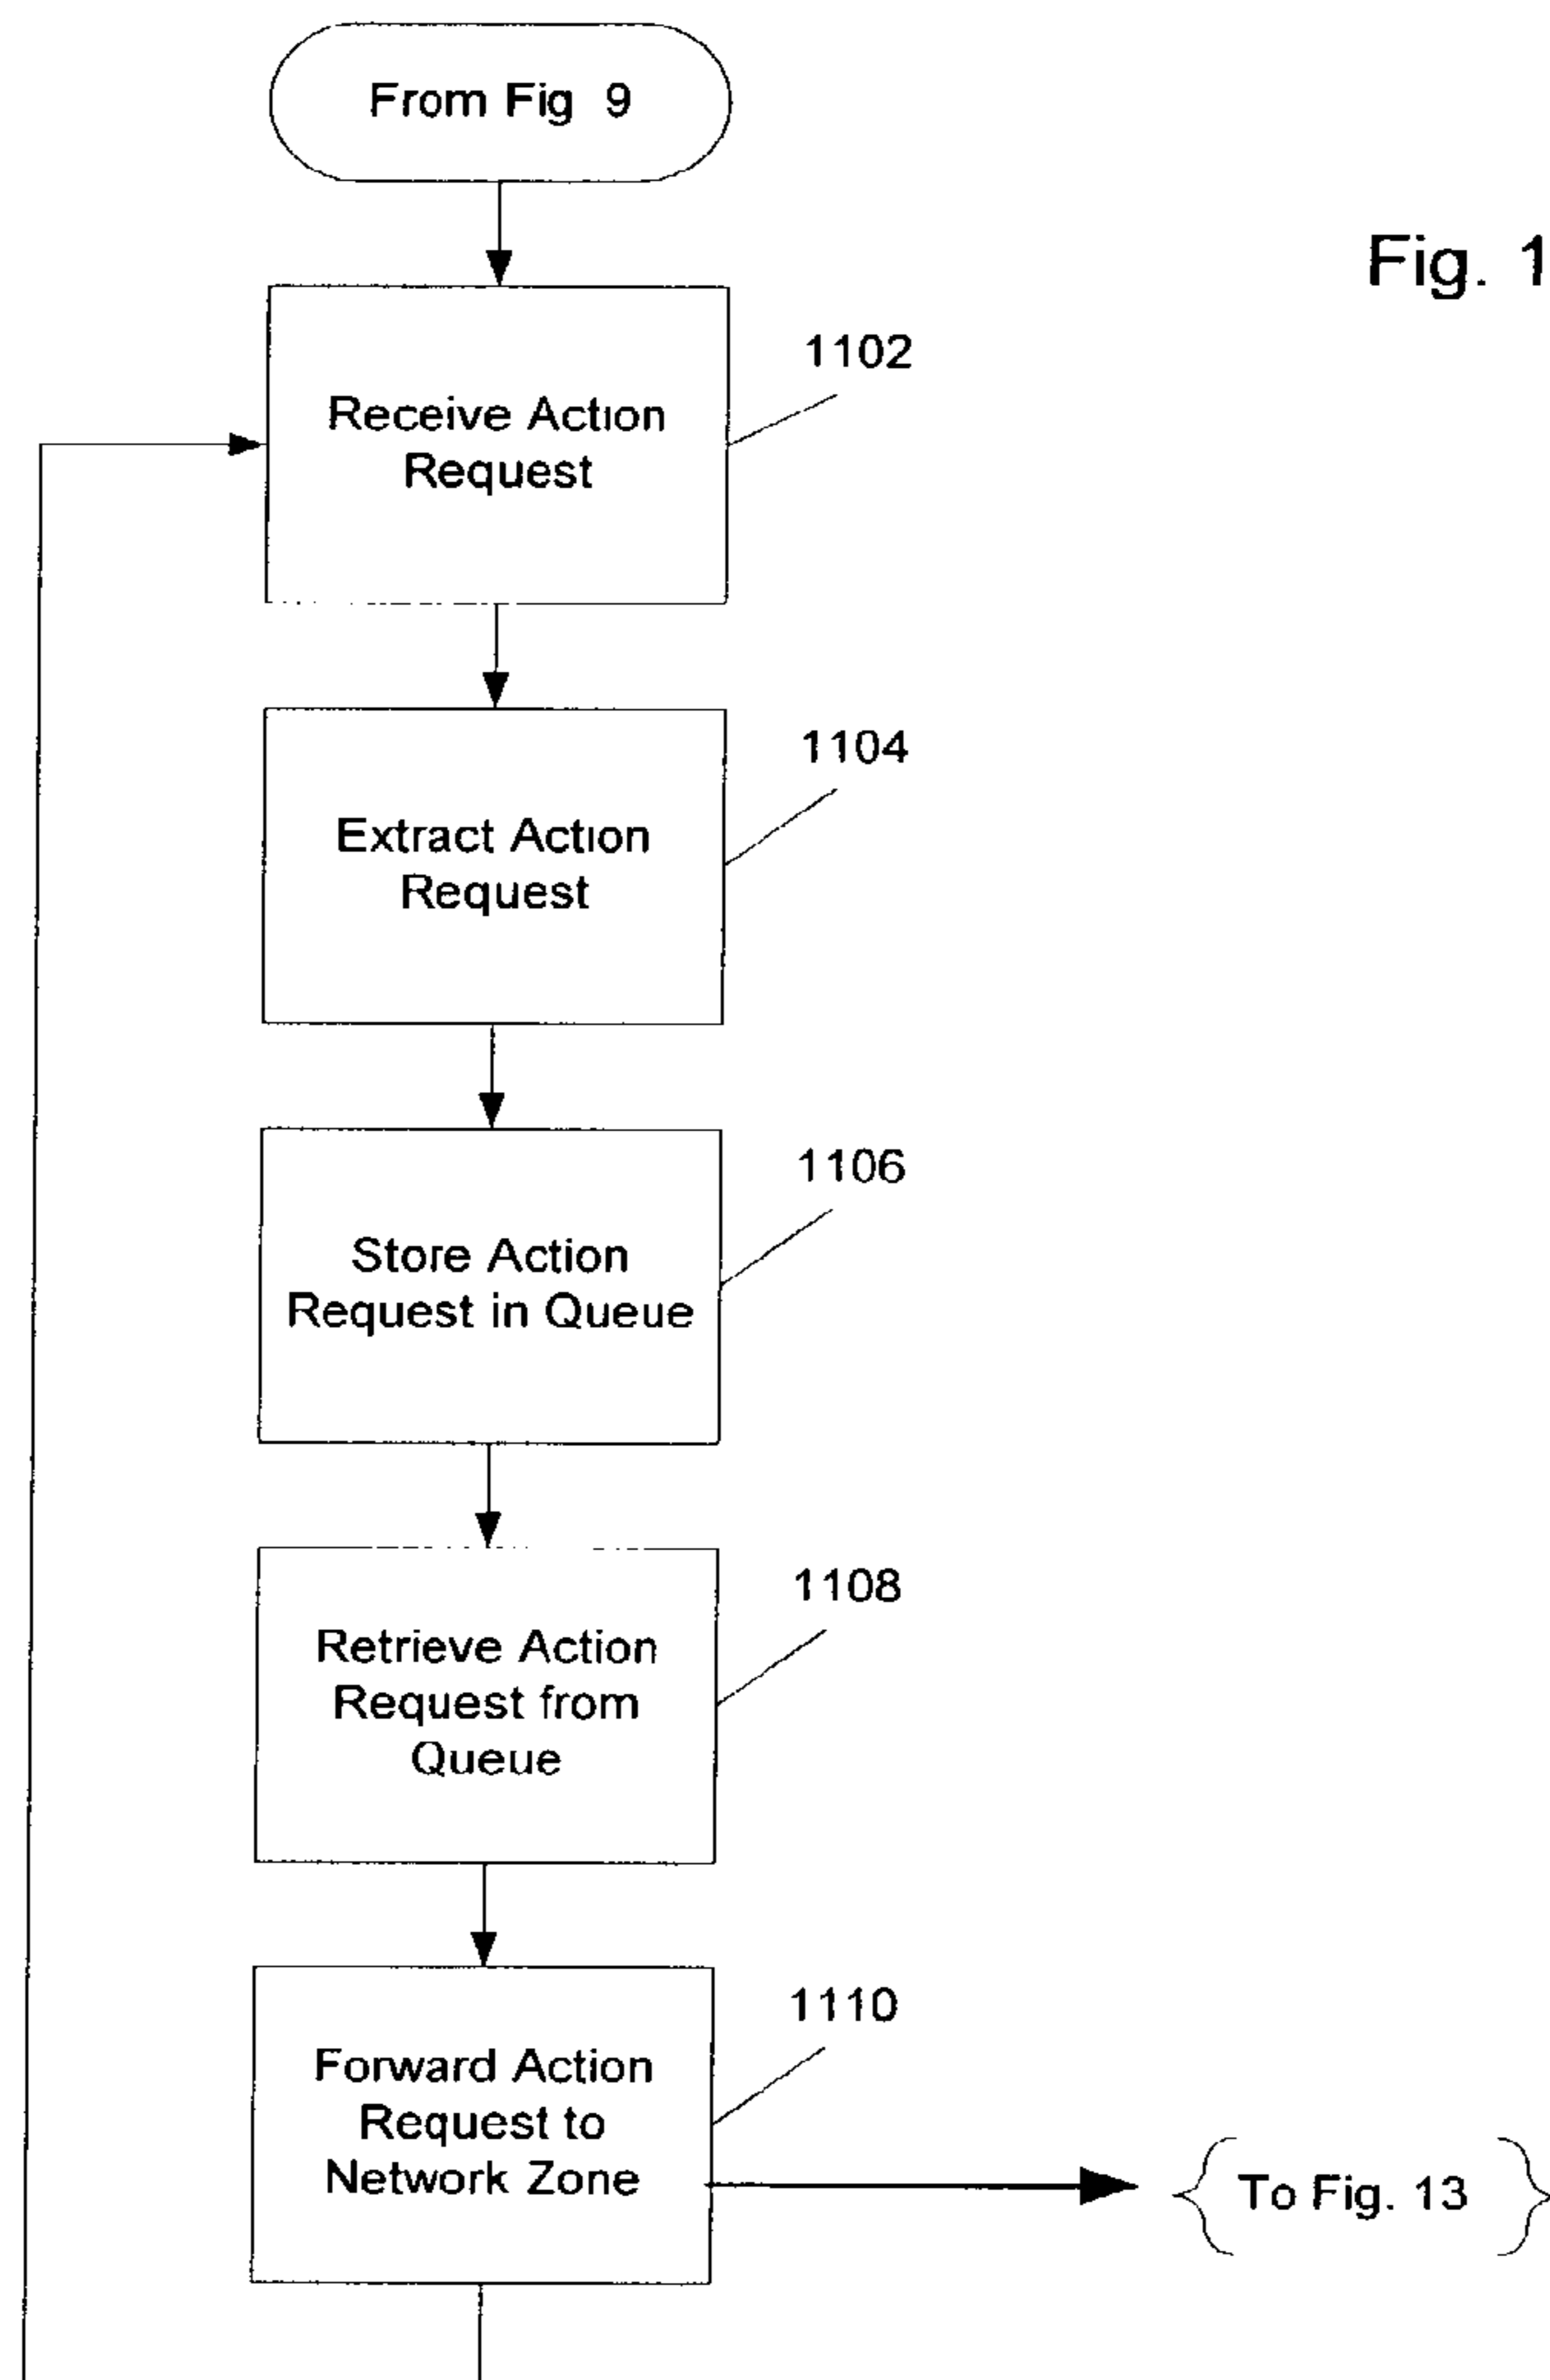 From Fig 9
Fig. 1
1102
Receive Action
Request
1104
Extract Action
Request
1106
Store Action
Request in Queue
1108
Retrieve Action
Request from
Queue
1110
Forward Action
Request to
Network Zone
To Fig. 13